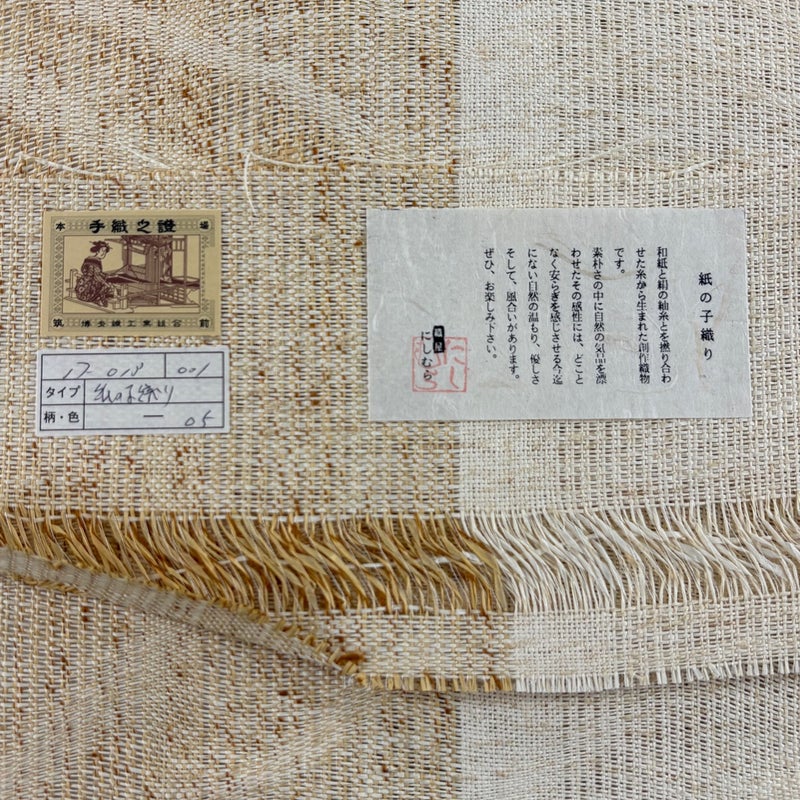 本 手織之證 場
筑 博多織工業組合 前
17-018 001
タイプ 紙の子織り
柄・色 一 05
紙の子織り
和紙と絹の紬糸とを撚り合わ
せた糸から生まれた創作織物
です。
素朴さの中に自然の気品を漂
わせたその感性には、どこと
なく安らぎを感じさせる今迄
にない自然の温もり、優しさ
そして、風合いがあります。
ぜひ、お楽しみ下さい。
織屋
にしむら